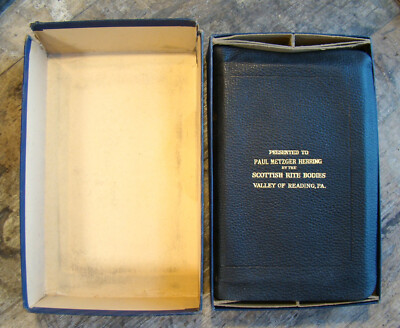 PRESENTED TO
PAUL METZGER HERRING
BY THE
SCOTTISH RITE BODIES
VALLEY OF READING, PA.